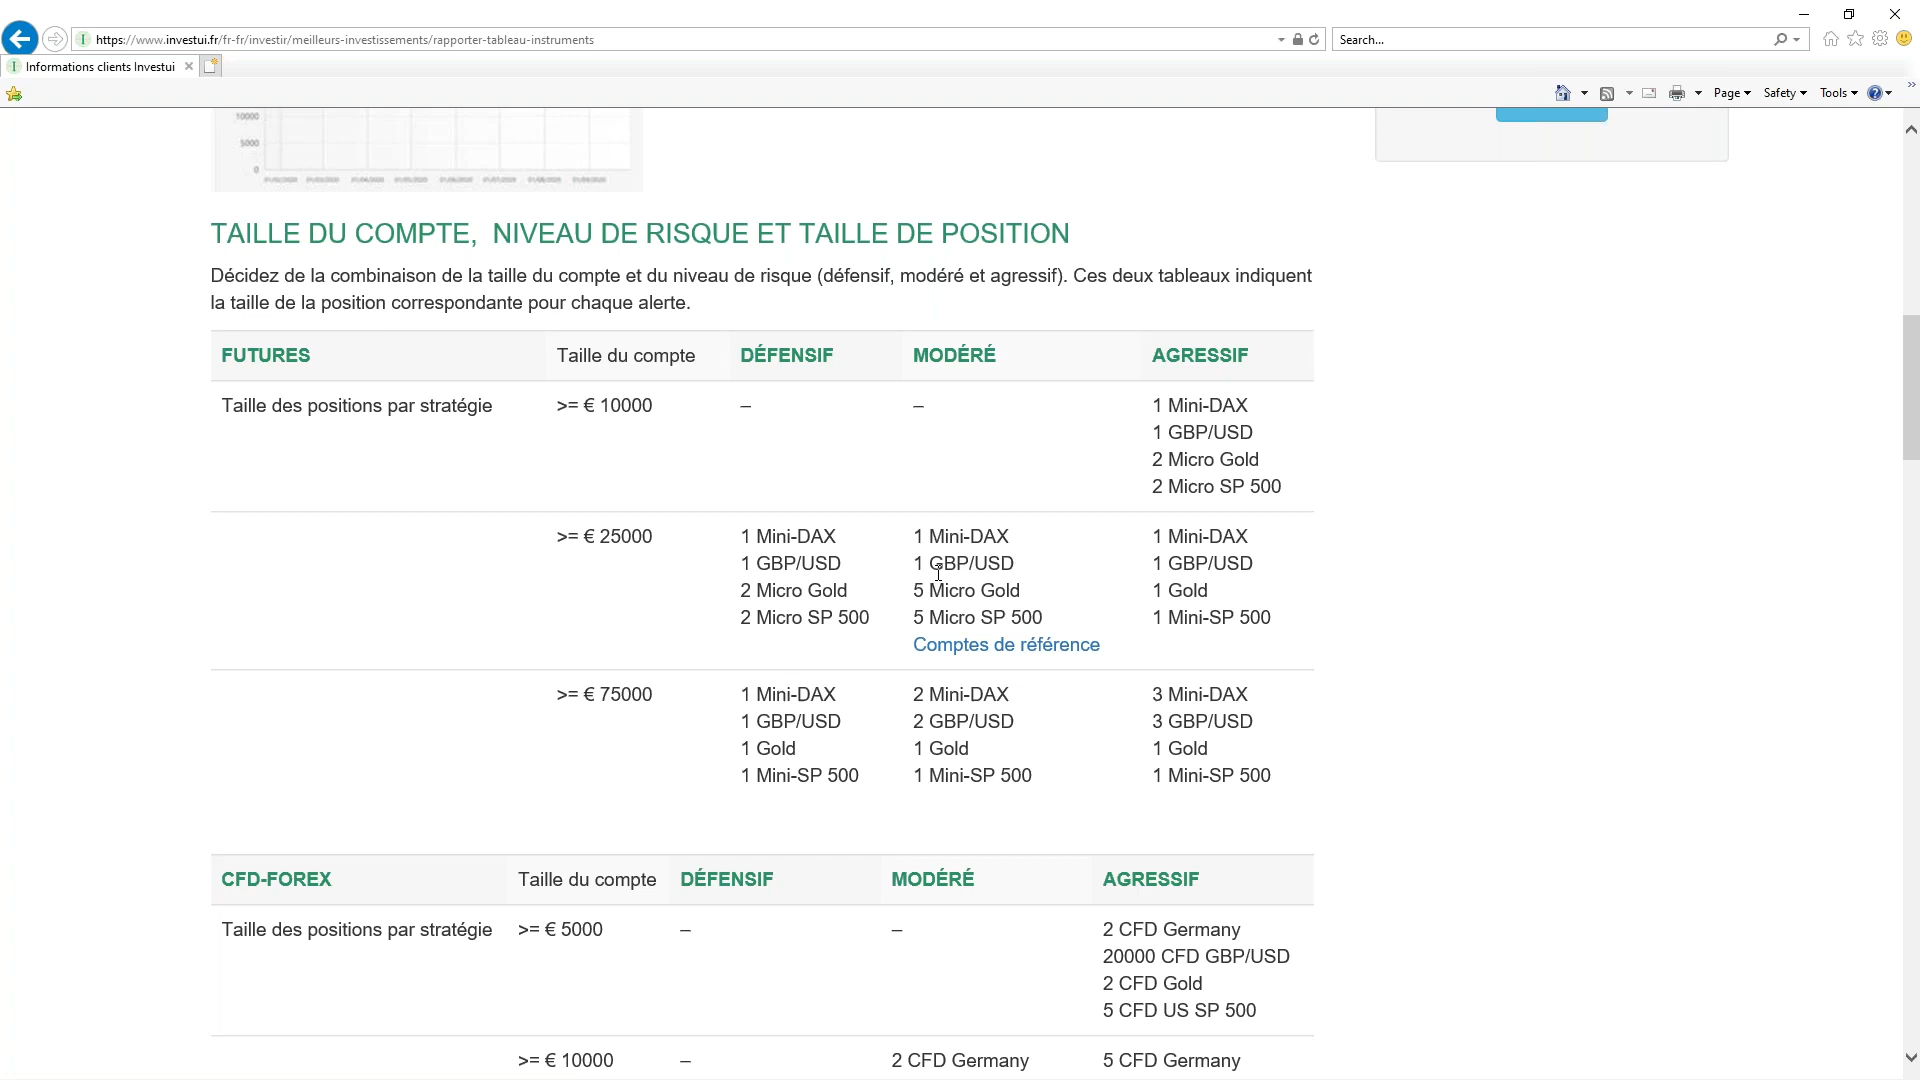 https://www.investui.fr/fr-fr/investir/meilleurs-investissements/rapporter-tableau-instruments
Search...
Informations clients Investui
Page
Safety
Tools
10000
5000
0
TAILLE DU COMPTE, NIVEAU DE RISQUE ET TAILLE DE POSITION
Décidez de la combinaison de la taille du compte et du niveau de risque (défensif, modéré et agressif). Ces deux tableaux indiquent
la taille de la position correspondante pour chaque alerte.
FUTURES Taille du compte DÉFENSIF MODÉRÉ AGRESSIF
Taille des positions par stratégie >= € 10000 – – 1 Mini-DAX
1 GBP/USD
2 Micro Gold
2 Micro SP 500
>= € 25000 1 Mini-DAX 1 Mini-DAX 1 Mini-DAX
1 GBP/USD 1 GBP/USD 1 GBP/USD
2 Micro Gold 5 Micro Gold 1 Gold
2 Micro SP 500 5 Micro SP 500 1 Mini-SP 500
Comptes de référence
>= € 75000 1 Mini-DAX 2 Mini-DAX 3 Mini-DAX
1 GBP/USD 2 GBP/USD 3 GBP/USD
1 Gold 1 Gold 1 Gold
1 Mini-SP 500 1 Mini-SP 500 1 Mini-SP 500
CFD-FOREX Taille du compte DÉFENSIF MODÉRÉ AGRESSIF
Taille des positions par stratégie >= € 5000 – – 2 CFD Germany
20000 CFD GBP/USD
2 CFD Gold
5 CFD US SP 500
>= € 10000 – 2 CFD Germany 5 CFD Germany